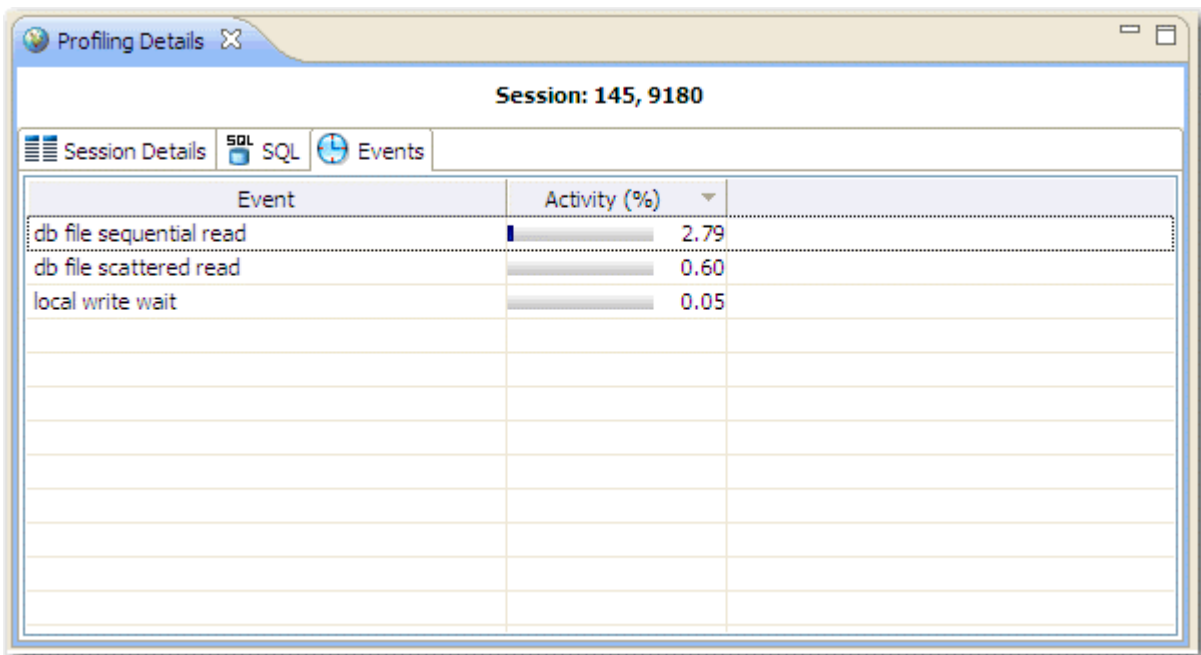 Profiling Details
Session: 145, 9180
Session Details SQL SQL Events
Event Activity (%)
db file sequential read 2.79
db file scattered read 0.60
local write wait 0.05